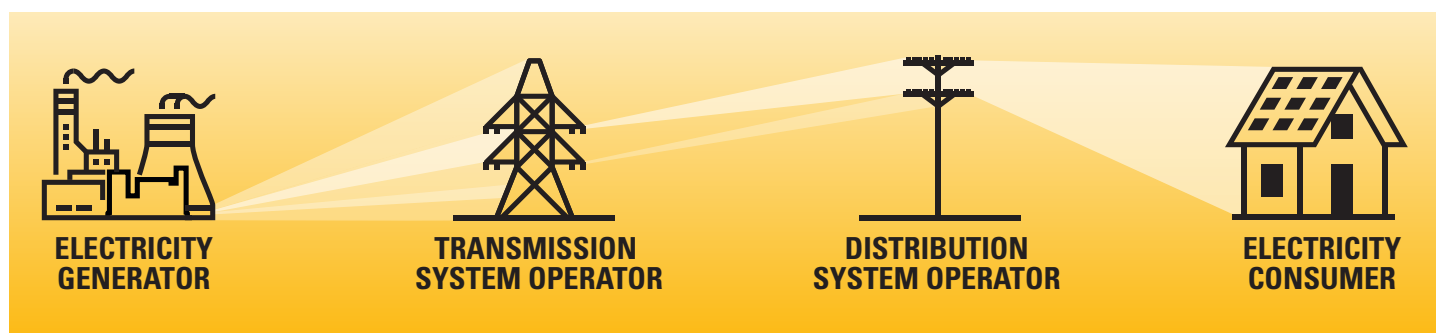 ELECTRICITY
GENERATOR
TRANSMISSION
SYSTEM OPERATOR
DISTRIBUTION
SYSTEM OPERATOR
ELECTRICITY
CONSUMER